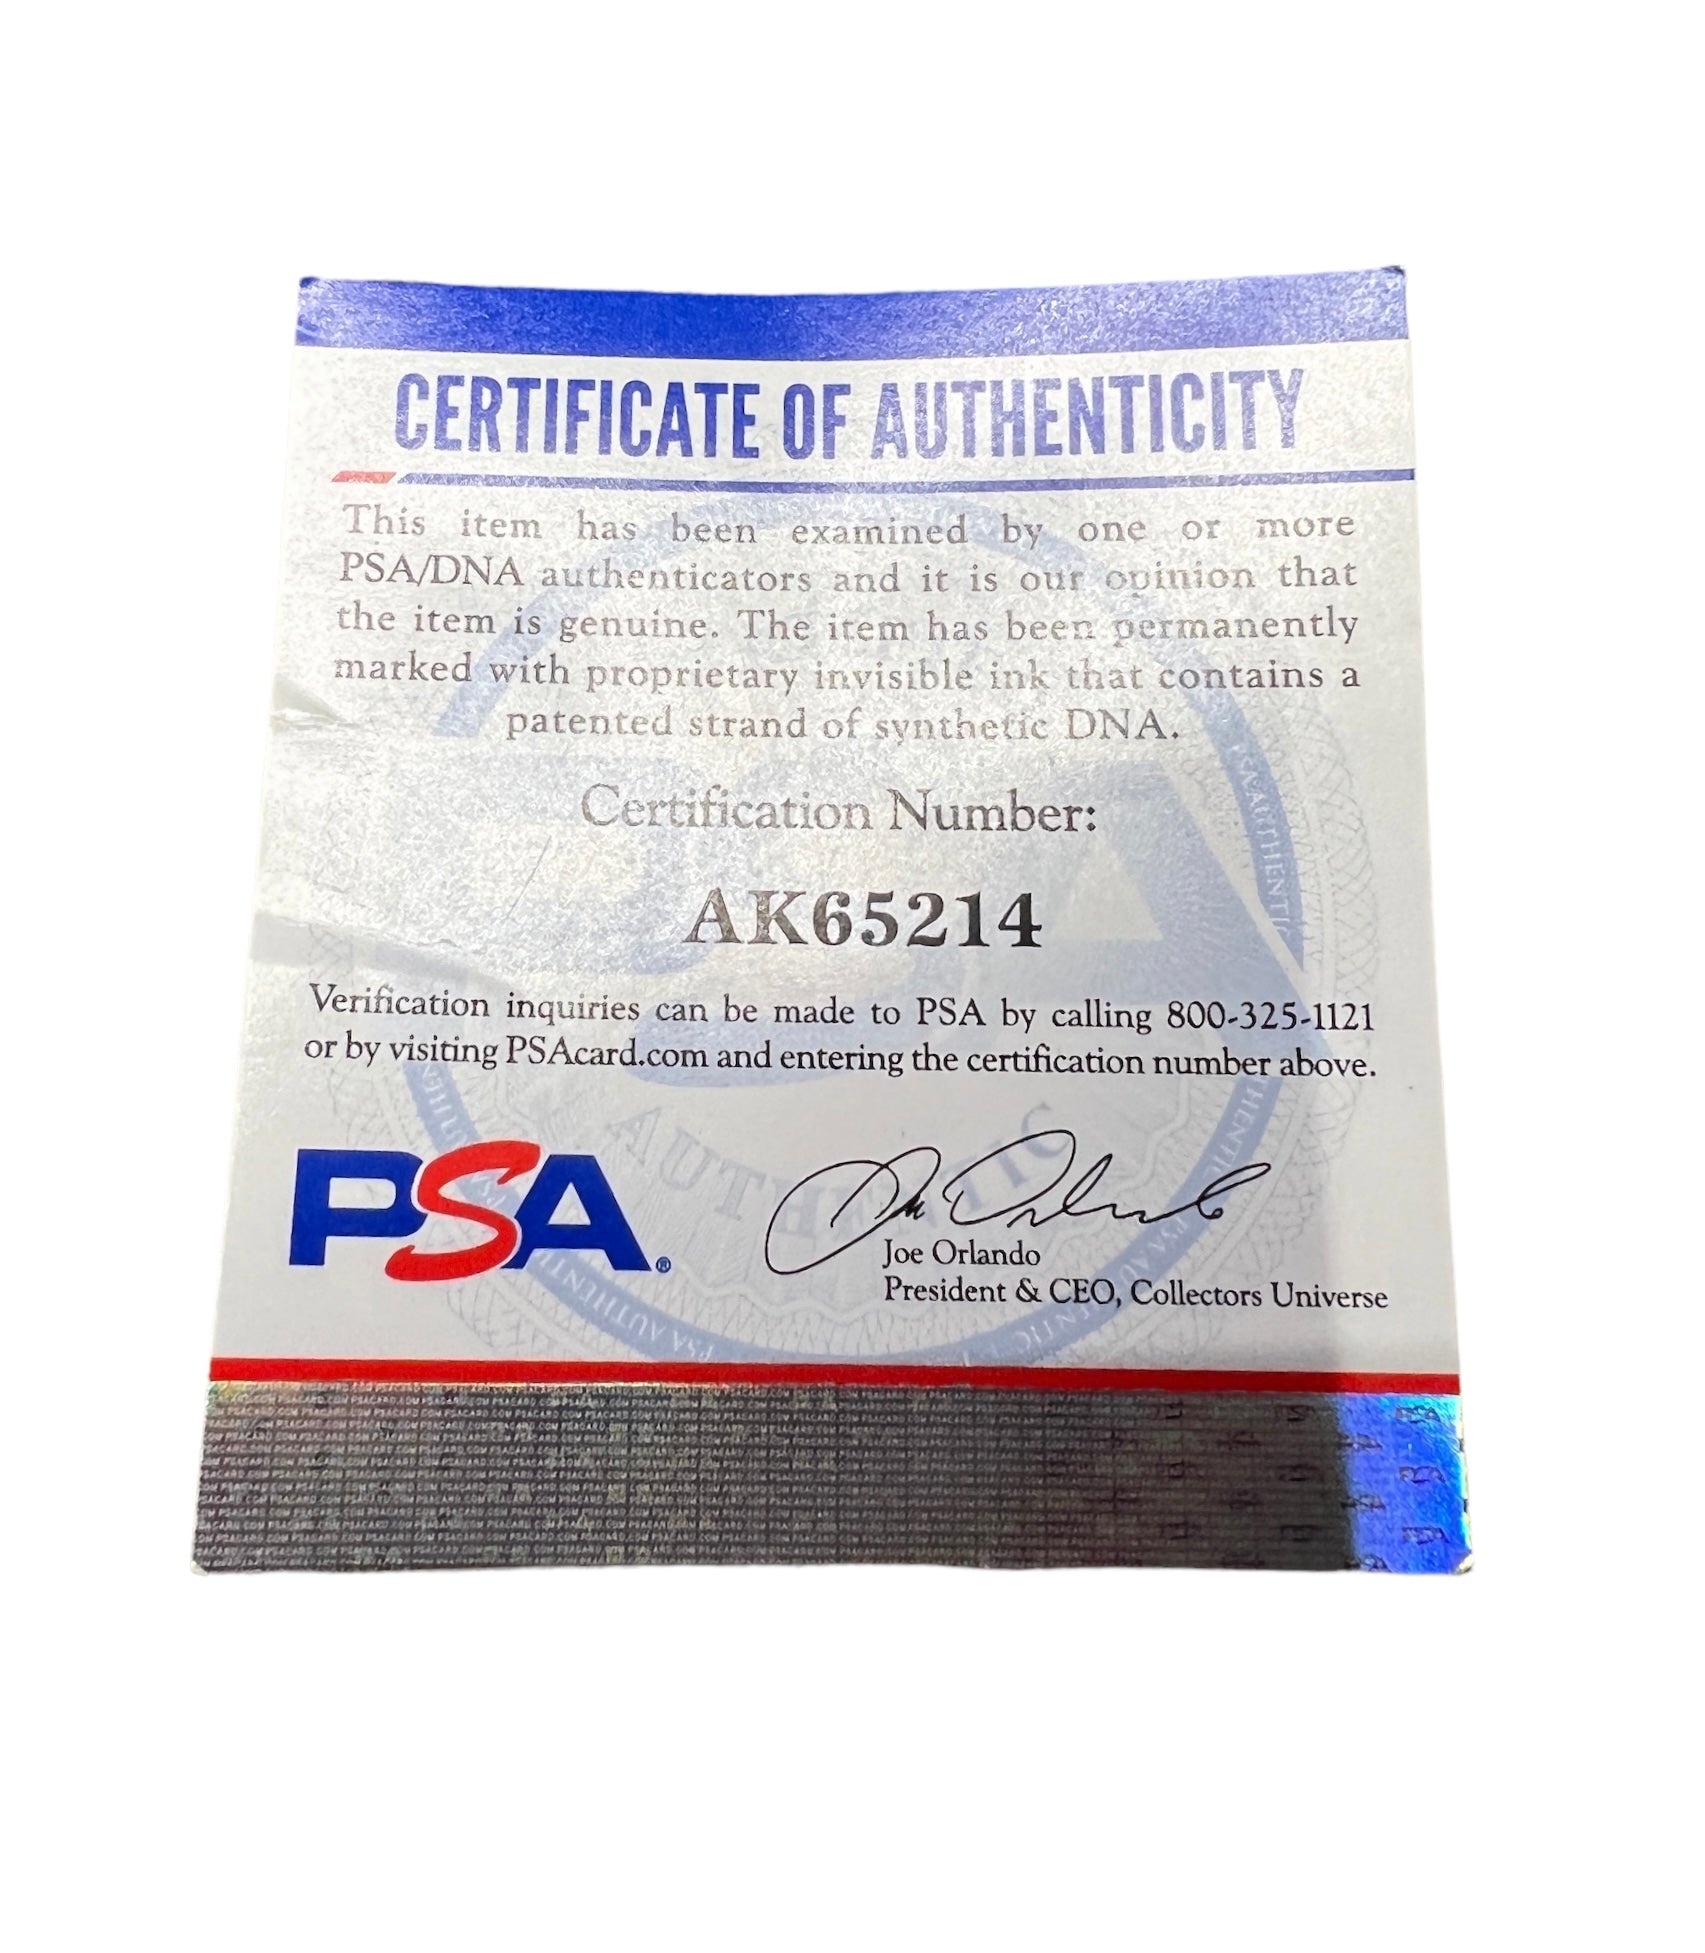 CERTIFICATE OF AUTHENTICITY
This item has been examined by one or more
PSA/DNA authenticators and it is our opinion that
the item is genuine. The item has been permanently
marked with proprietary invisible ink that contains a
patented strand of synthetic DNA.
Certification Number:
AK65214
Verification inquiries can be made to PSA by calling 800-325-1121
or by visiting PSAcard.com and entering the certification number above.
AUTHENTIC
PSA®
Joe Orlando
President & CEO, Collectors Universe